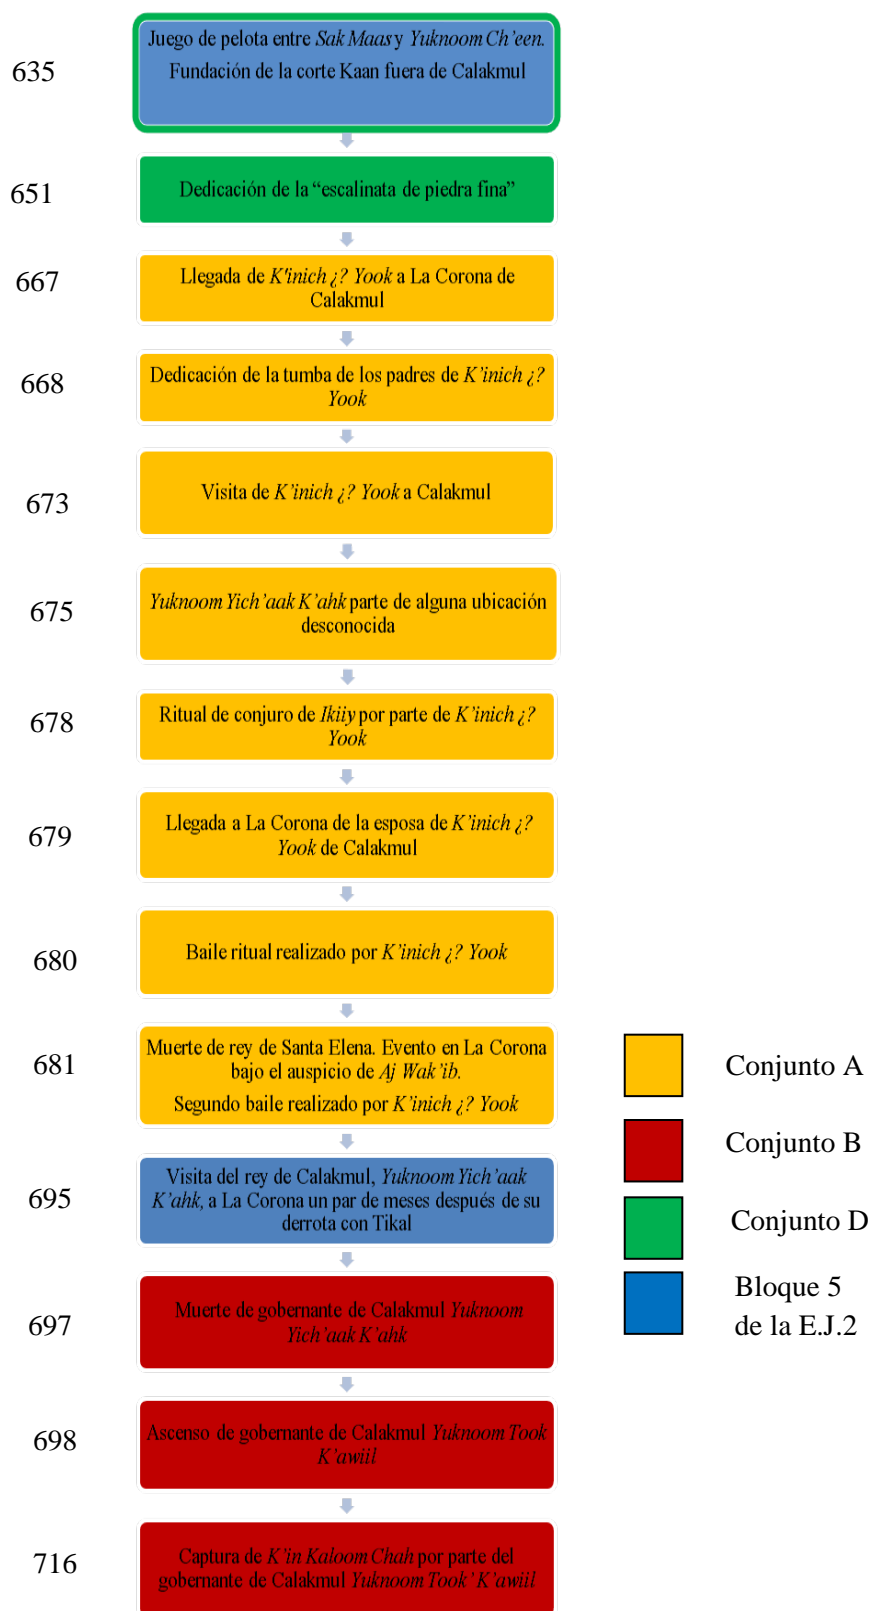 635
Juego de pelota entre Sak Maas y Yuknoom Ch'een.
Fundación de la corte Kaan fuera de Calakmul
651
Dedicación de la “escalinata de piedra fina”
667
Llegada de K'inich ¿? Yook a La Corona de
Calakmul
668
Dedicación de la tumba de los padres de K'inich ¿?
Yook
673
Visita de K'inich ¿? Yook a Calakmul
675
Yuknoom Yich'aak K'ahk parte de alguna ubicación
desconocida
678
Ritual de conjuro de Ikiiy por parte de K'inich ¿?
Yook
679
Llegada a La Corona de la esposa de K'inich ¿?
Yook de Calakmul
680
Baile ritual realizado por K'inich ¿? Yook
681
Muerte de rey de Santa Elena. Evento en La Corona
bajo el auspicio de Aj Wak'ib.
Segundo baile realizado por K'inich ¿? Yook
695
Visita del rey de Calakmul, Yuknoom Yich'aak
K'ahk, a La Corona un par de meses después de su
derrota con Tikal
697
Muerte de gobernante de Calakmul Yuknoom
Yich'aak K'ahk
698
Ascenso de gobernante de Calakmul Yuknoom Took
K'awiil
716
Captura de K'in Kaloom Chah por parte del
gobernante de Calakmul Yuknoom Took' K'awiil
Conjunto A
Conjunto B
Conjunto D
Bloque 5
de la E.J.2